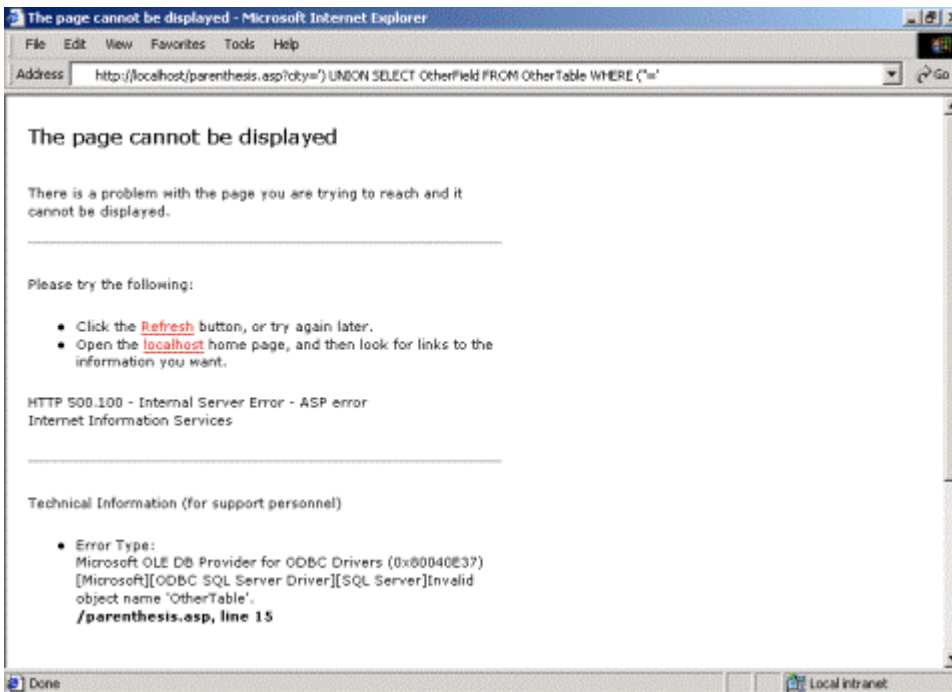 The page cannot be displayed - Microsoft Internet Explorer
File Edit View Favorites Tools Help
Address http://localhost/parenthesis.asp?city=') UNION SELECT OtherField FROM OtherTable WHERE (''='
Go
The page cannot be displayed
There is a problem with the page you are trying to reach and it
cannot be displayed.
Please try the following:
• Click the Refresh button, or try again later.
• Open the localhost home page, and then look for links to the
information you want.
HTTP 500.100 - Internal Server Error - ASP error
Internet Information Services
Technical Information (for support personnel)
• Error Type:
Microsoft OLE DB Provider for ODBC Drivers (0x80040E37)
[Microsoft][ODBC SQL Server Driver][SQL Server]Invalid
object name 'OtherTable'.
/parenthesis.asp, line 15
Done
Local intranet